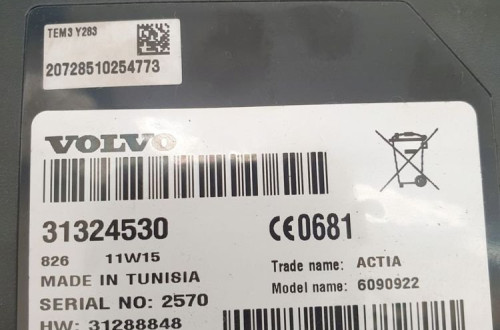 TEM3 Y283
20728510254773
VOLVO
31324530
CE0681
826 11W15
Trade name: ACTIA
MADE IN TUNISIA
Model name: 6090922
SERIAL NO: 2570
HW: 31288848